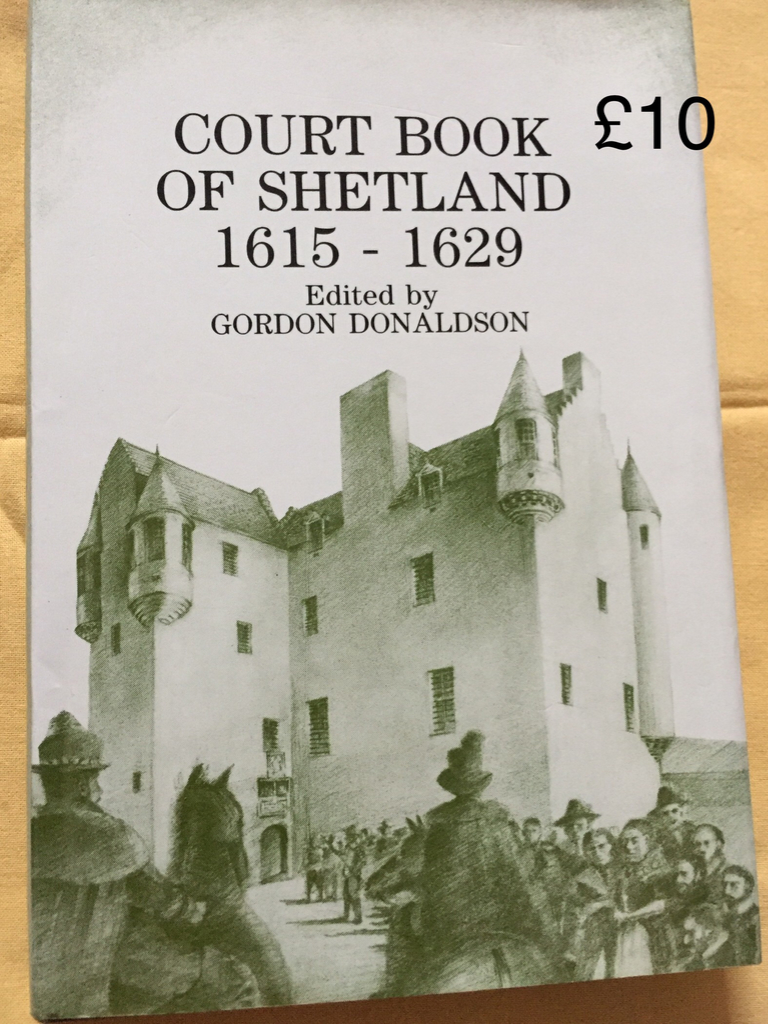 COURT BOOK
OF SHETLAND
1615 - 1629
Edited by
GORDON DONALDSON
£10